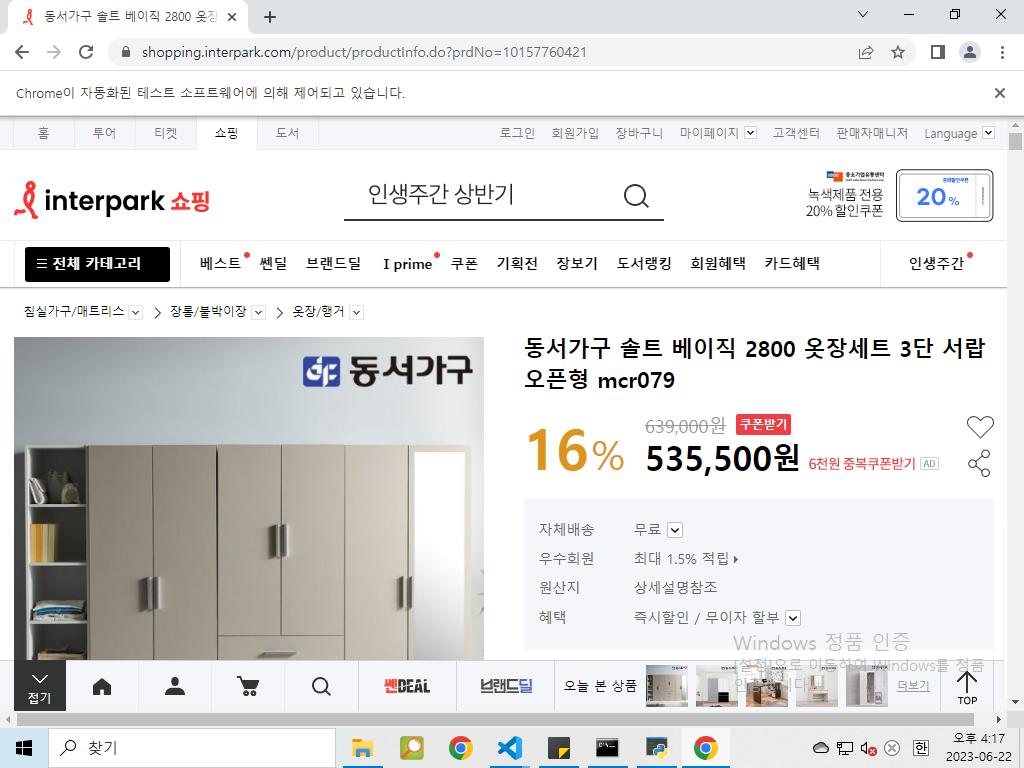 동서가구 솔트 베이직 2800 옷장
shopping.interpark.com/product/productInfo.do?prdNo=10157760421
Chrome이 자동화된 테스트 소프트웨어에 의해 제어되고 있습니다.
홈 투어 티켓 쇼핑 도서 로그인 회원가입 장바구니 마이페이지 고객센터 판매자매니저 Language
interpark 쇼핑 인생주간 상반기
중소기업유통센터
녹색제품 전용
20% 할인쿠폰
중복할인쿠폰
20%
전체 카테고리 베스트 쎈딜 브랜드딜 I prime 쿠폰 기획전 장보기 도서랭킹 회원혜택 카드혜택 인생주간
침실가구/매트리스 장롱/붙박이장 옷장/행거
동서가구
동서가구 솔트 베이직 2800 옷장세트 3단 서랍
오픈형 mcr079
16% 639,000원 쿠폰받기
535,500원 6천원 중복쿠폰받기 AD
자체배송 무료
우수회원 최대 1.5% 적립
원산지 상세설명참조
혜택 즉시할인 / 무이자 할부
Windows 정품 인증
[설정]으로 이동하여 Windows를 정품
접기 쎈DEAL 브랜드딜 오늘 본 상품 더보기 TOP
찾기
한
오후 4:17
2023-06-22